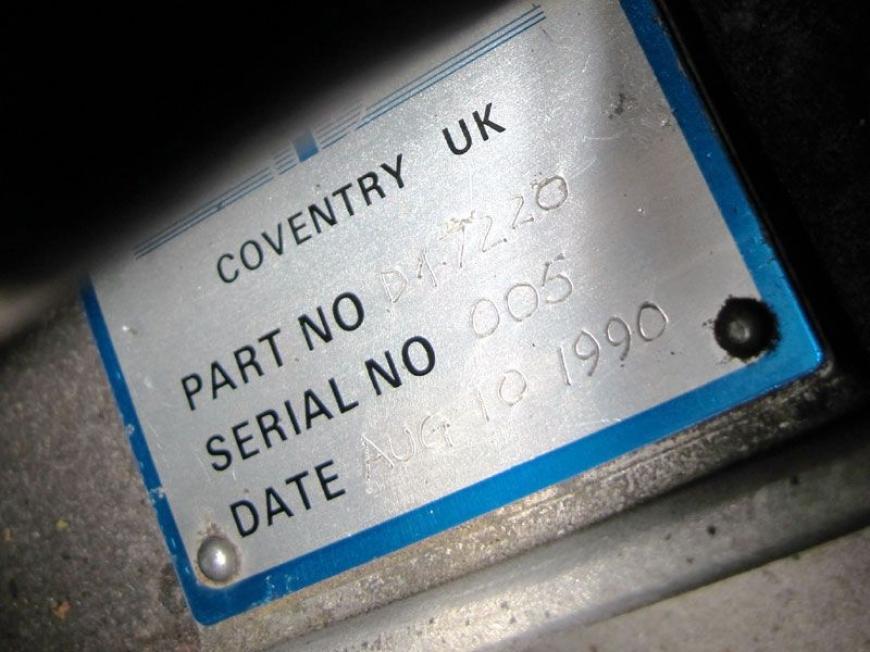 COVENTRY UK
PART NO D47220
SERIAL NO 005
DATE AUG 10 1990